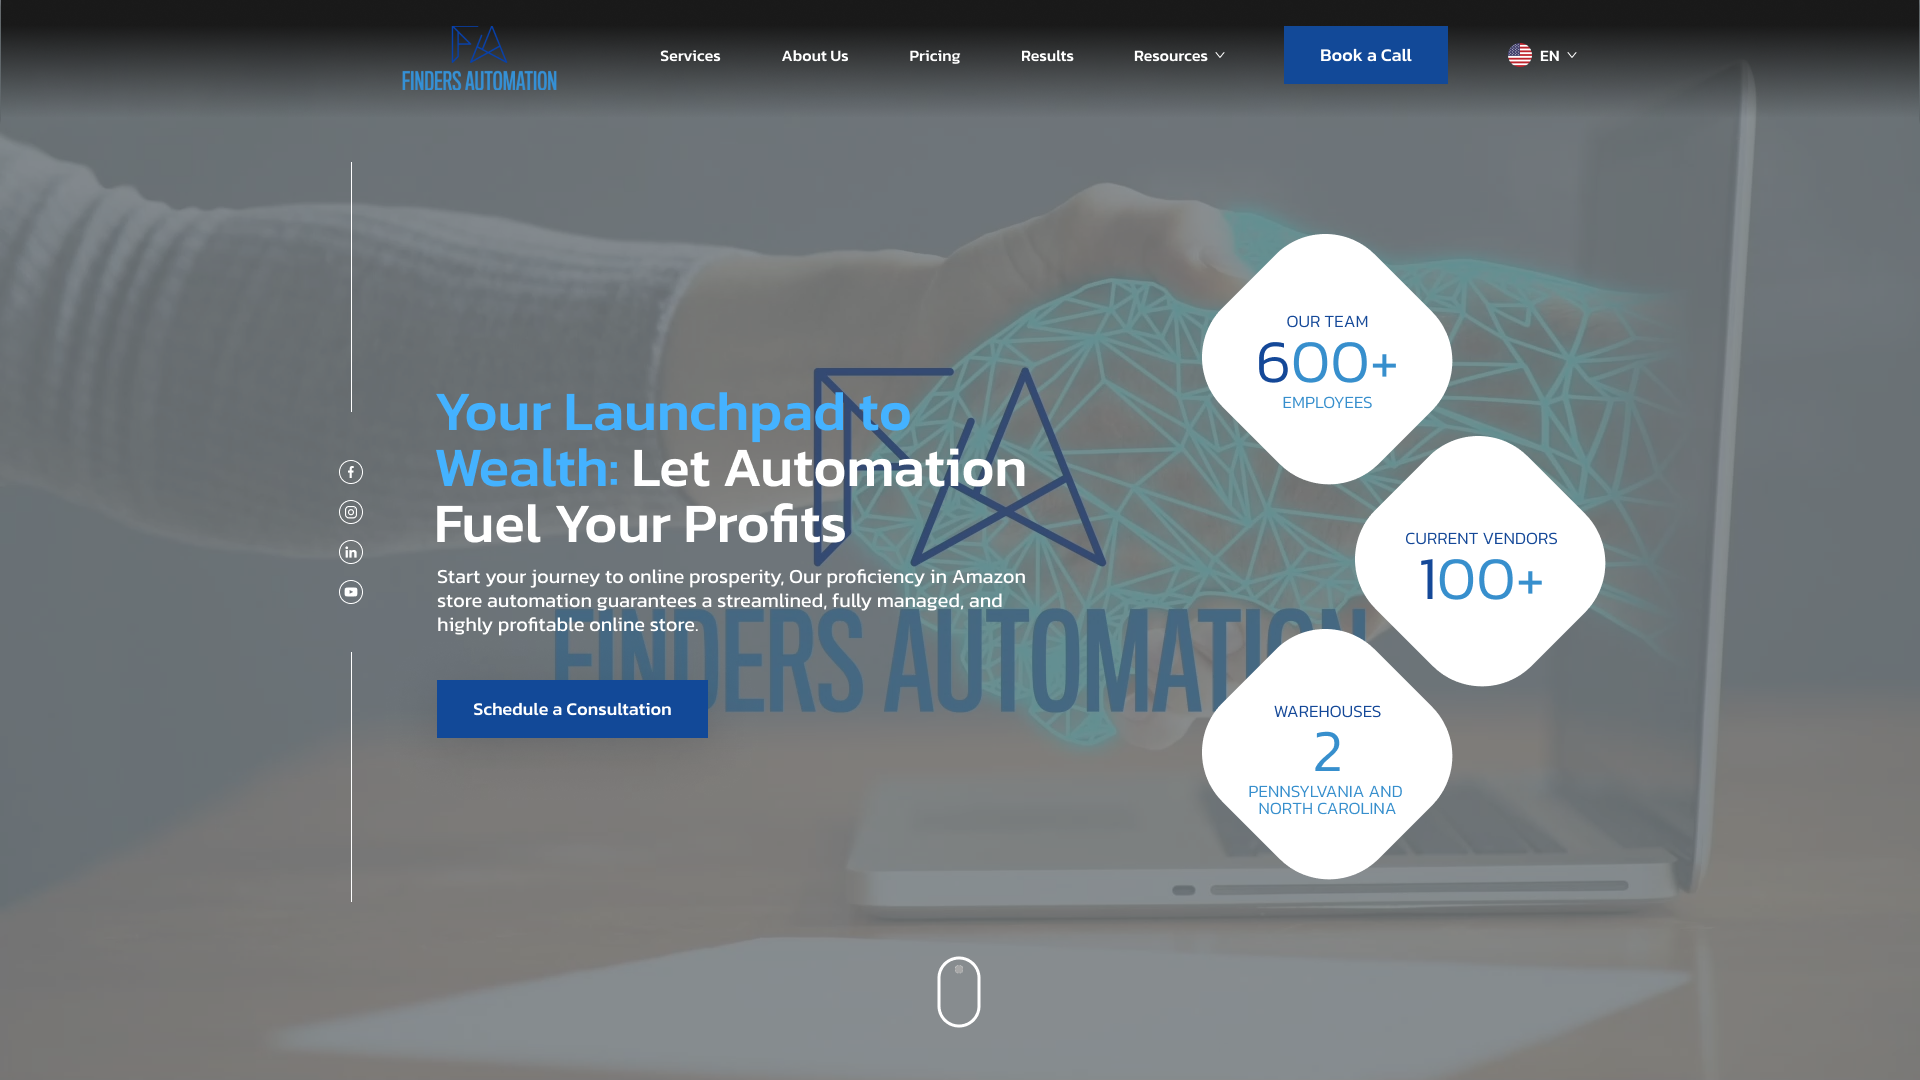 FINDERS AUTOMATION
Services
About Us
Pricing
Results
Resources
Book a Call
EN
Your Launchpad to
Wealth: Let Automation
Fuel Your Profits
Start your journey to online prosperity, Our proficiency in Amazon
store automation guarantees a streamlined, fully managed, and
highly profitable online store.
FINDERS AUTOMATION
Schedule a Consultation
OUR TEAM
600+
EMPLOYEES
CURRENT VENDORS
100+
WAREHOUSES
2
PENNSYLVANIA AND
NORTH CAROLINA